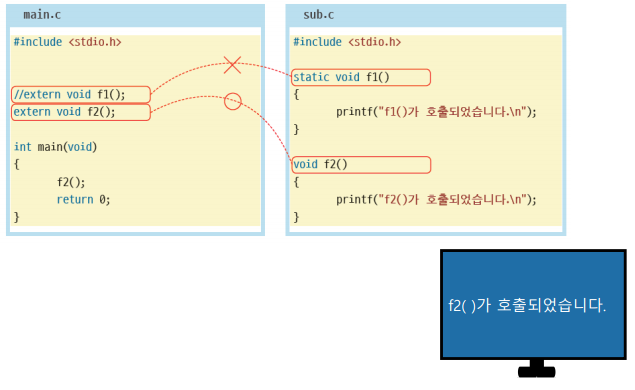 main.c
#include <stdio.h>
//extern void f1();
extern void f2();
int main(void)
{
f2();
return 0;
}
sub.c
#include <stdio.h>
static void f1()
{
printf("f1()가 호출되었습니다.\n");
}
void f2()
{
printf("f2()가 호출되었습니다.\n");
}
f2( )가 호출되었습니다.